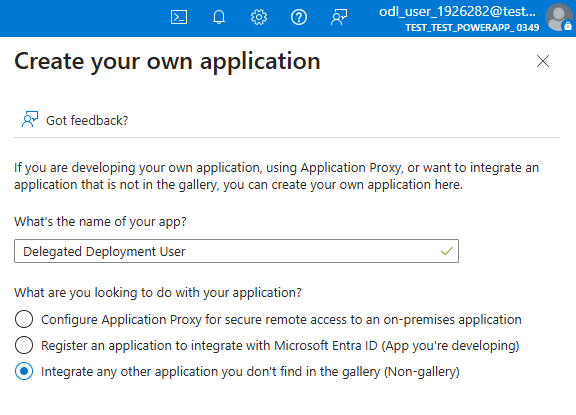 odl_user_1926282@test...
TEST_TEST_POWERAPP_ 0349
Create your own application
Got feedback?
If you are developing your own application, using Application Proxy, or want to integrate an
application that is not in the gallery, you can create your own application here.
What's the name of your app?
Delegated Deployment User
What are you looking to do with your application?
Configure Application Proxy for secure remote access to an on-premises application
Register an application to integrate with Microsoft Entra ID (App you're developing)
Integrate any other application you don't find in the gallery (Non-gallery)